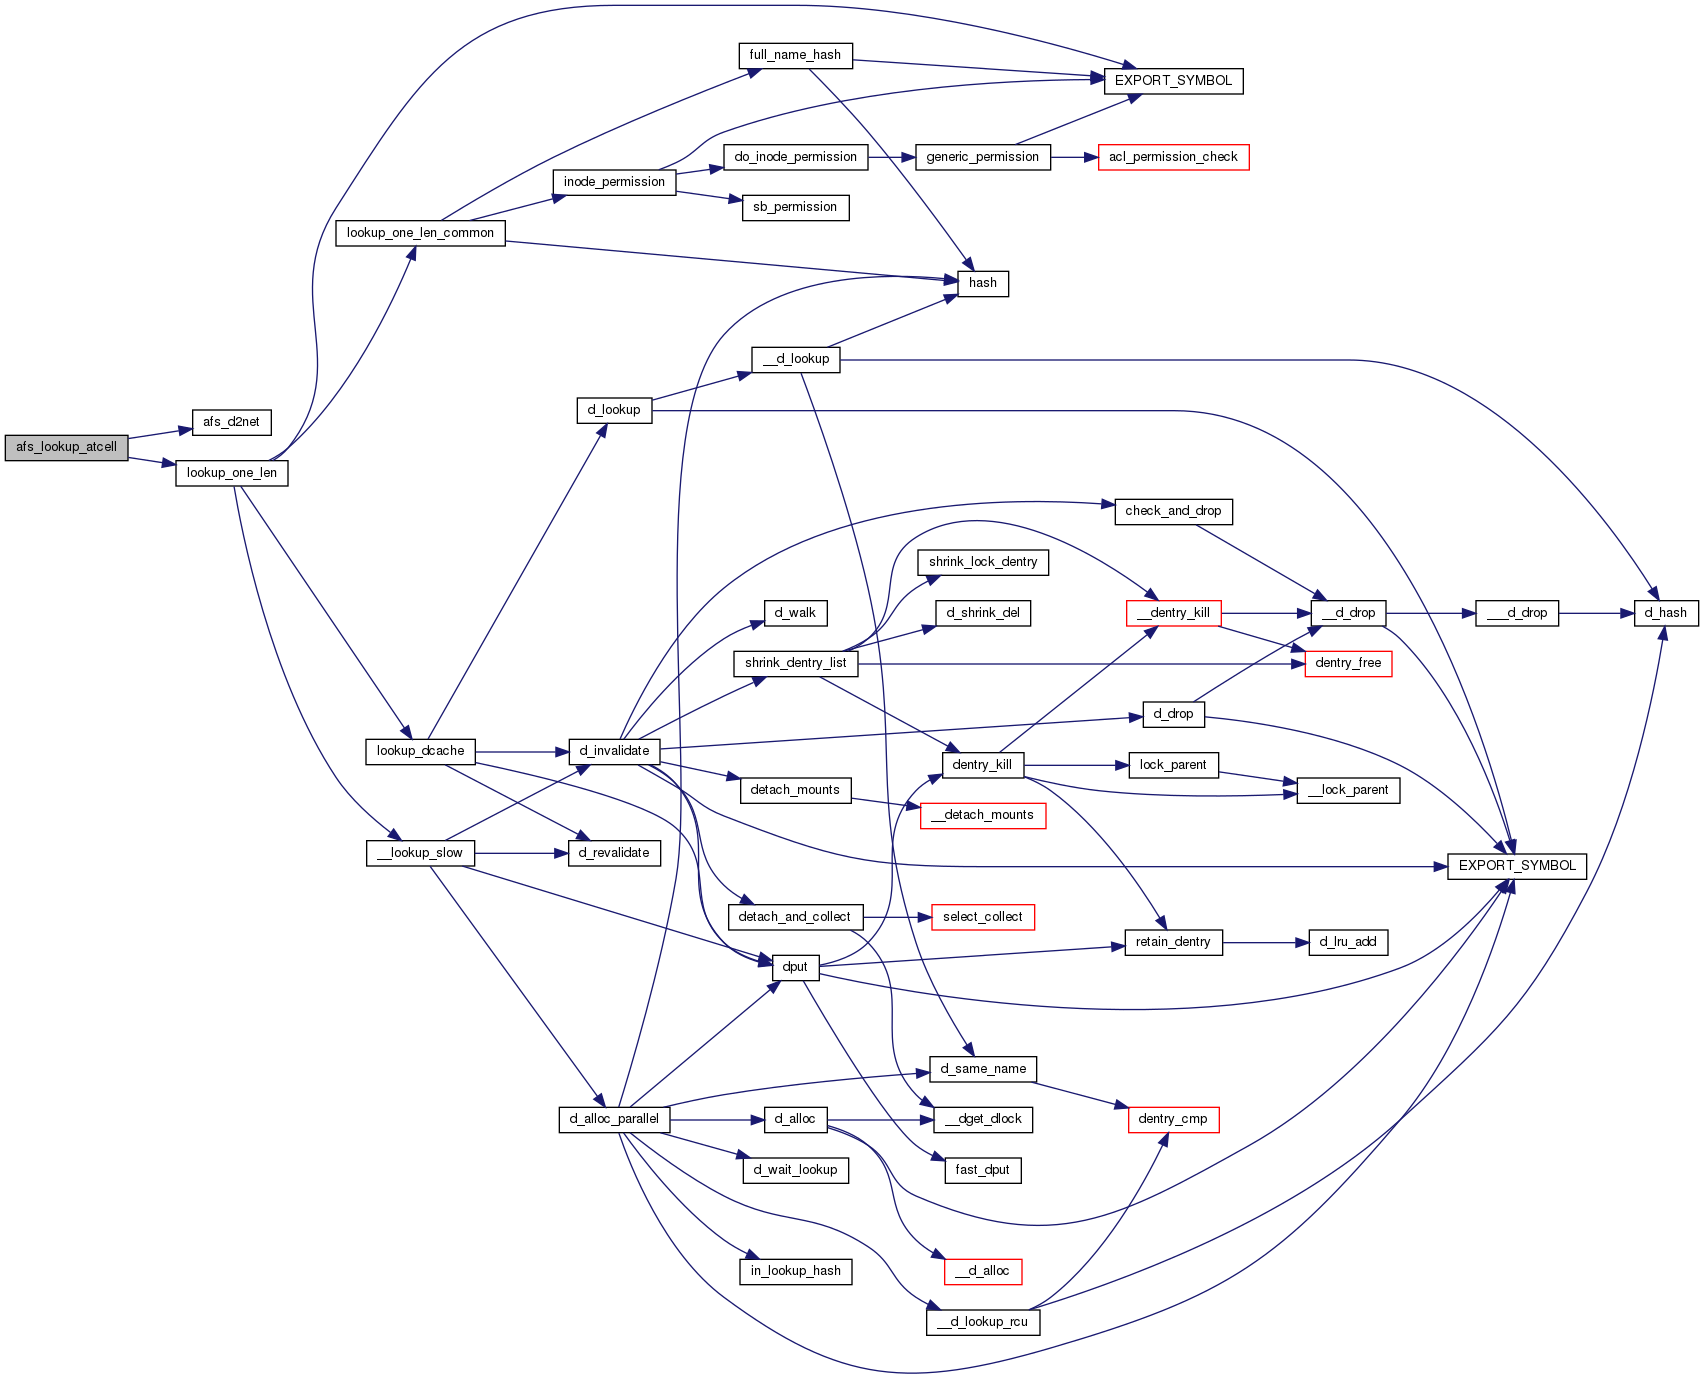 full_name_hash
EXPORT_SYMBOL
do_inode_permission
generic_permission
acl_permission_check
inode_permission
sb_permission
lookup_one_len_common
hash
__d_lookup
d_lookup
afs_d2net
afs_lookup_atcell
lookup_one_len
check_and_drop
shrink_lock_dentry
d_walk
d_shrink_del
__dentry_kill
__d_drop
___d_drop
d_hash
shrink_dentry_list
dentry_free
d_drop
lookup_dcache
d_invalidate
dentry_kill
lock_parent
detach_mounts
__lock_parent
__detach_mounts
__lookup_slow
d_revalidate
EXPORT_SYMBOL
detach_and_collect
select_collect
retain_dentry
d_lru_add
dput
d_same_name
d_alloc_parallel
d_alloc
__dget_dlock
dentry_cmp
d_wait_lookup
fast_dput
in_lookup_hash
__d_alloc
__d_lookup_rcu